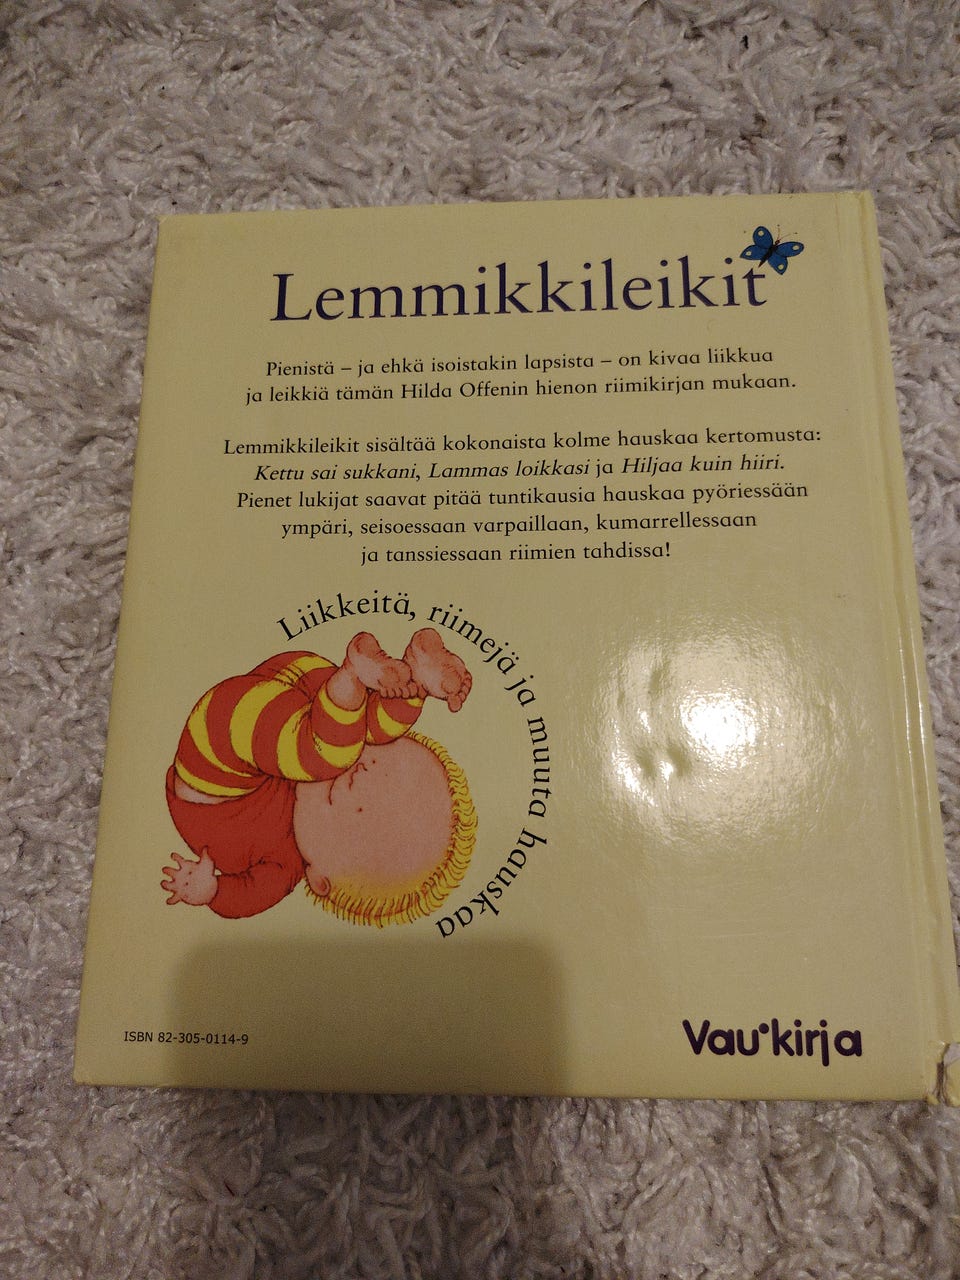 Lemmikkileikit
Pienistä – ja ehkä isoistakin lapsista – on kivaa liikkua
ja leikkiä tämän Hilda Offenin hienon riimikirjan mukaan.
Lemmikkileikit sisältää kokonaista kolme hauskaa kertomusta:
Kettu sai sukkani, Lammas loikkasi ja Hiljaa kuin hiiri.
Pienet lukijat saavat pitää tuntikausia hauskaa pyöriessään
ympäri, seisoessaan varpaillaan, kumarrellessaan
ja tanssiessaan riimien tahdissa!
Liikkeitä, riimejä ja muuta hauskaa
ISBN 82-305-0114-9
Vau•kirja